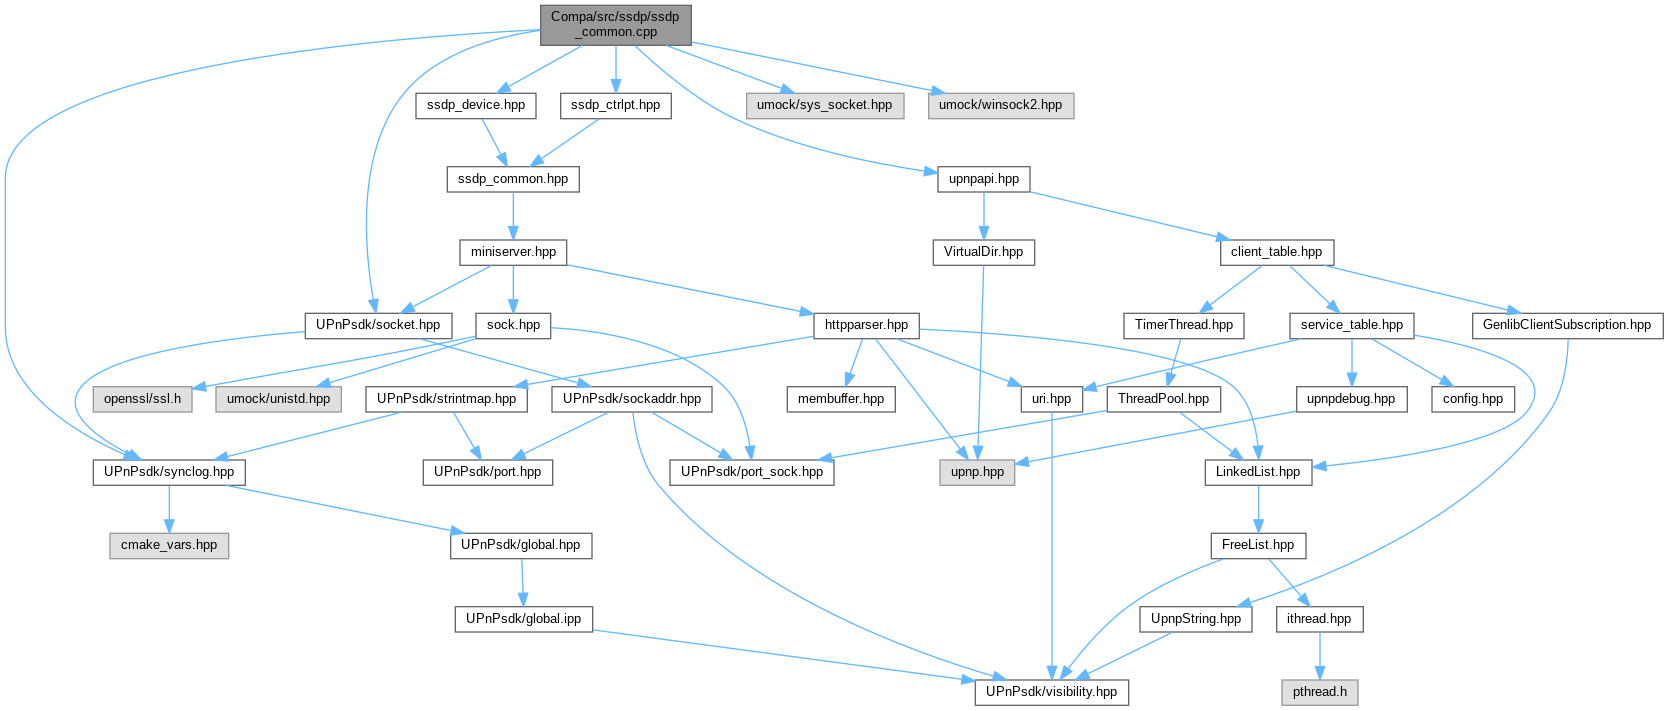 Compa/src/ssdp/ssdp
_common.cpp
ssdp_device.hpp
ssdp_ctrlpt.hpp
umock/sys_socket.hpp
umock/winsock2.hpp
ssdp_common.hpp
upnpapi.hpp
miniserver.hpp
VirtualDir.hpp
client_table.hpp
UPnPsdk/socket.hpp
sock.hpp
httpparser.hpp
TimerThread.hpp
service_table.hpp
GenlibClientSubscription.hpp
openssl/ssl.h
umock/unistd.hpp
UPnPsdk/strintmap.hpp
UPnPsdk/sockaddr.hpp
membuffer.hpp
uri.hpp
ThreadPool.hpp
upnpdebug.hpp
config.hpp
UPnPsdk/synclog.hpp
UPnPsdk/port.hpp
UPnPsdk/port_sock.hpp
upnp.hpp
LinkedList.hpp
cmake_vars.hpp
UPnPsdk/global.hpp
FreeList.hpp
UPnPsdk/global.ipp
UpnpString.hpp
ithread.hpp
UPnPsdk/visibility.hpp
pthread.h